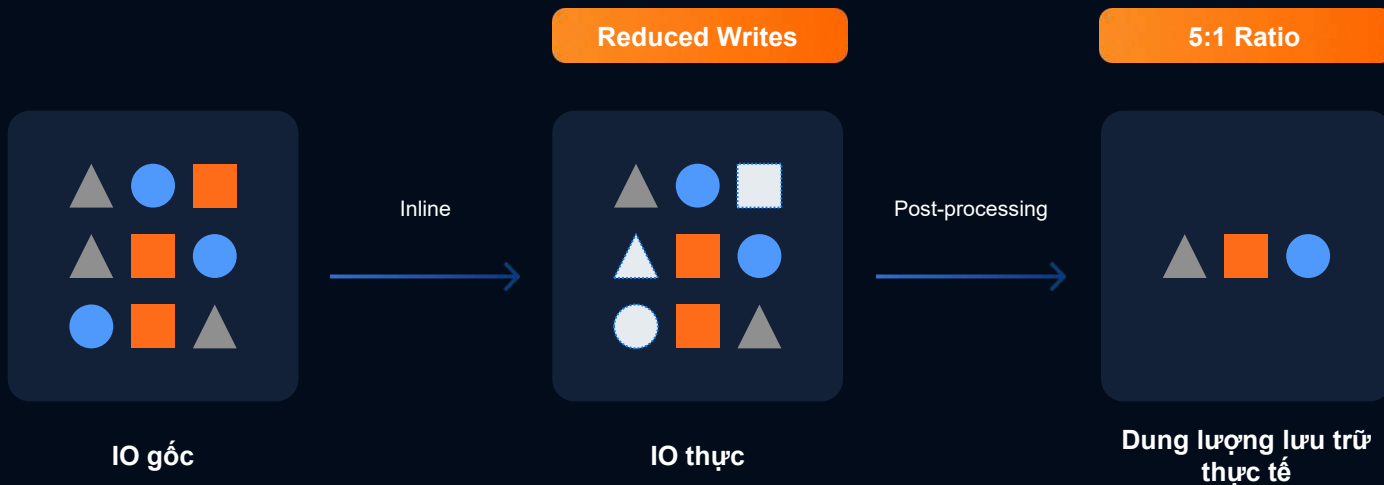 Reduced Writes
5:1 Ratio
Inline
Post-processing
IO gốc
IO thực
Dung lượng lưu trữ
thực tế